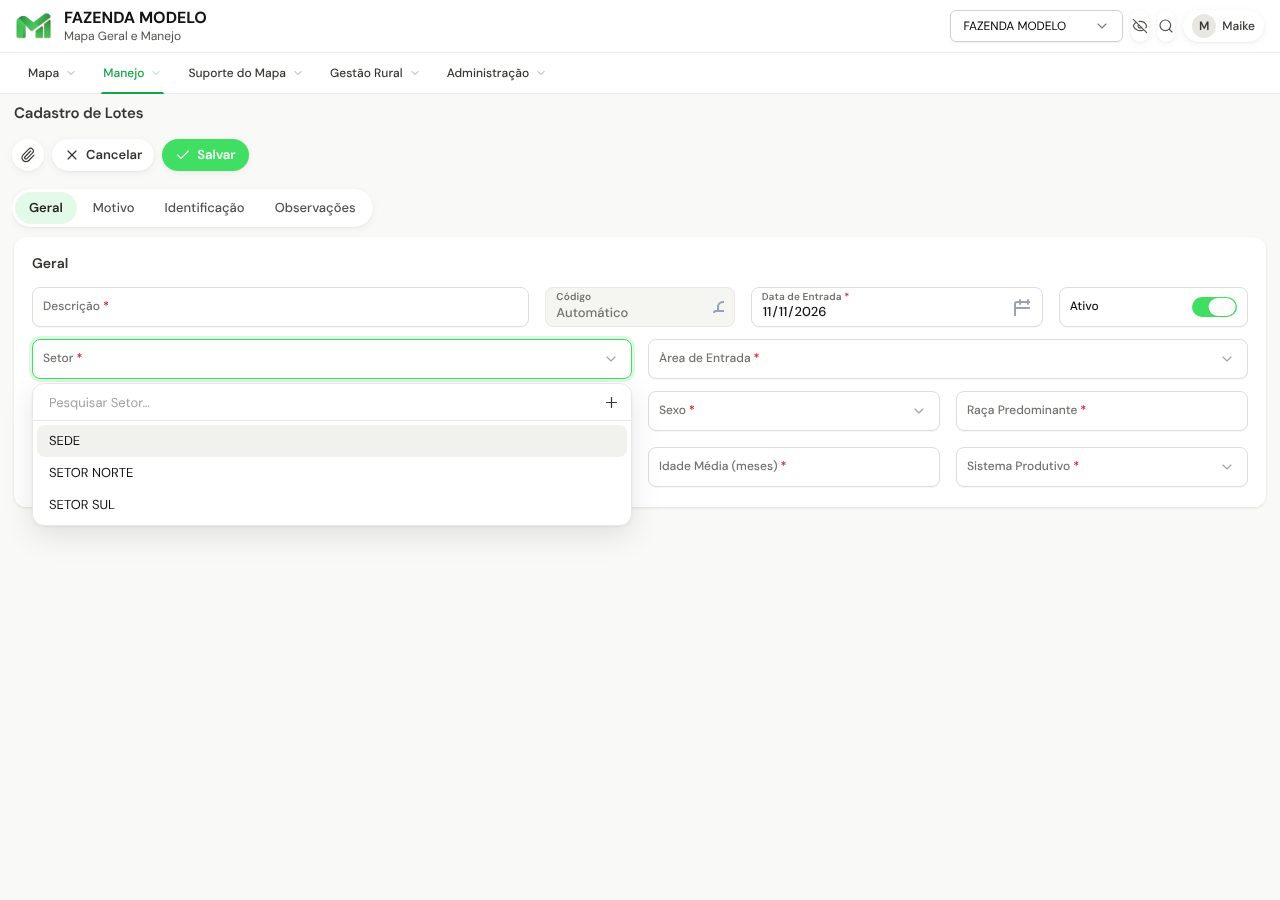 FAZENDA MODELO
Mapa Geral e Manejo
FAZENDA MODELO
M Maike
Mapa Manejo Suporte do Mapa Gestão Rural Administração
Cadastro de Lotes
Cancelar Salvar
Geral Motivo Identificação Observações
Geral
Descrição *
Código
Automático
Data de Entrada *
11/11/2026
Ativo
Setor *
Área de Entrada *
Pesquisar Setor...
Sexo *
Raça Predominante *
SEDE
SETOR NORTE
SETOR SUL
Idade Média (meses) *
Sistema Produtivo *